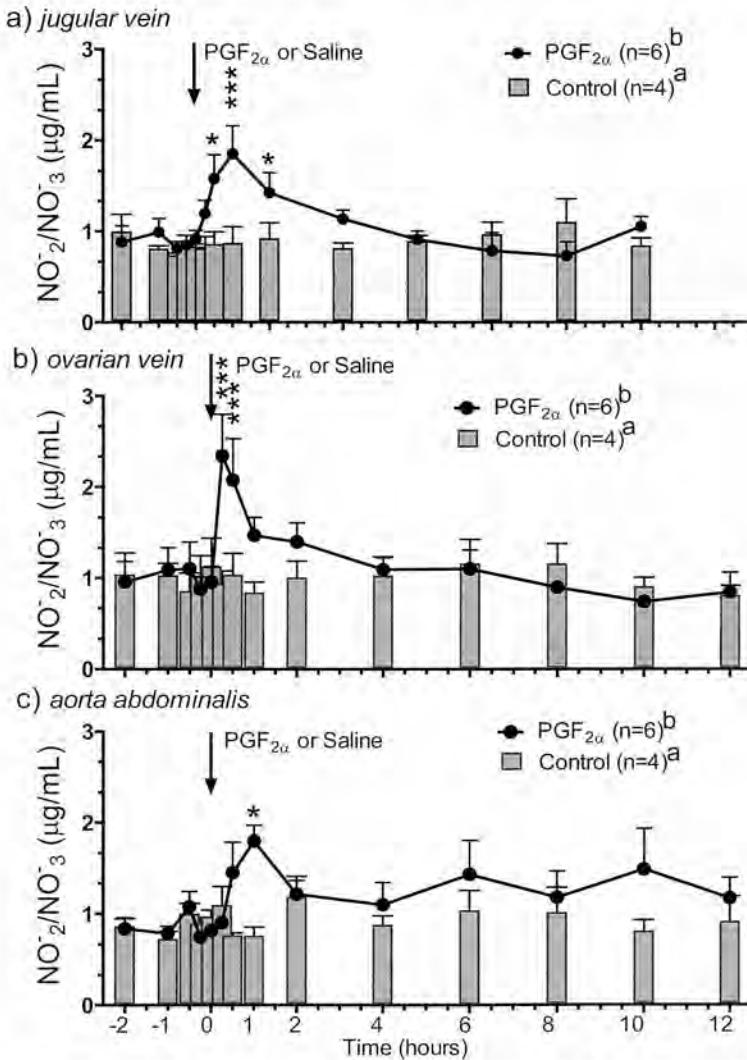 a) jugular vein
3
PGF2α or Saline
***
PGF2α (n=6)b
Control (n=4)a
*
2
*
1
0
NO-2/NO-3 (μg/mL)
b) ovarian vein
3
PGF2α or Saline
***
***
PGF2α (n=6)b
Control (n=4)a
2
1
0
NO-2/NO-3 (μg/mL)
c) aorta abdominalis
3
PGF2α or Saline
PGF2α (n=6)b
Control (n=4)a
2
*
1
0
NO-2/NO-3 (μg/mL)
-2 -1 0 1 2 4 6 8 10 12
Time (hours)